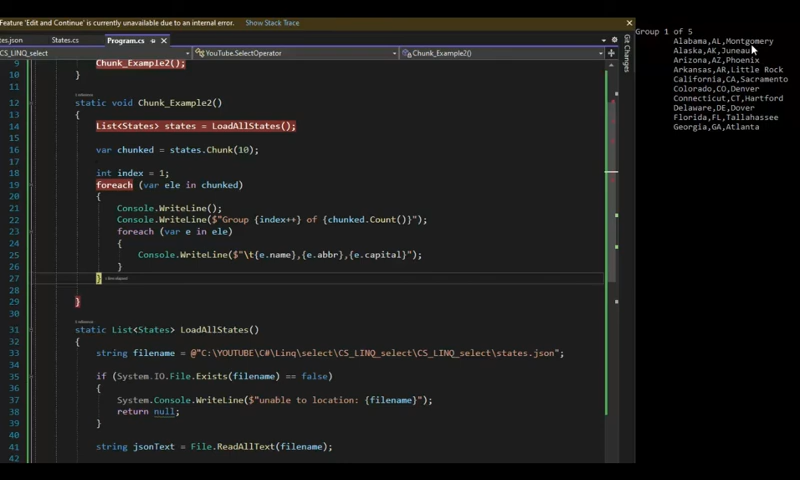 Feature 'Edit and Continue' is currently unavailable due to an internal error. Show Stack Trace
es.json States.cs Program.cs
YouTube.SelectOperator Chunk_Example2()
Git Changes
9 Chunk_Example2();
10 }
11
12 static void Chunk_Example2()
13 {
14 List<States> states = LoadAllStates();
15
16 var chunked = states.Chunk(10);
17
18 int index = 1;
19 foreach (var ele in chunked)
20 {
21 Console.WriteLine();
22 Console.WriteLine($"Group {index++} of {chunked.Count()}");
23 foreach (var e in ele)
24 {
25 Console.WriteLine($"\t{e.name},{e.abbr},{e.capital}");
26 }
27 }
28
29 }
30
31 static List<States> LoadAllStates()
32 {
33 string filename = @"C:\YOUTUBE\C#\Linq\select\CS_LINQ_select\CS_LINQ_select\states.json";
34
35 if (System.IO.File.Exists(filename) == false)
36 {
37 System.Console.WriteLine($"unable to location: {filename}");
38 return null;
39 }
40
41 string jsonText = File.ReadAllText(filename);
42
Group 1 of 5
Alabama,AL,Montgomery
Alaska,AK,Juneau
Arizona,AZ,Phoenix
Arkansas,AR,Little Rock
California,CA,Sacramento
Colorado,CO,Denver
Connecticut,CT,Hartford
Delaware,DE,Dover
Florida,FL,Tallahassee
Georgia,GA,Atlanta